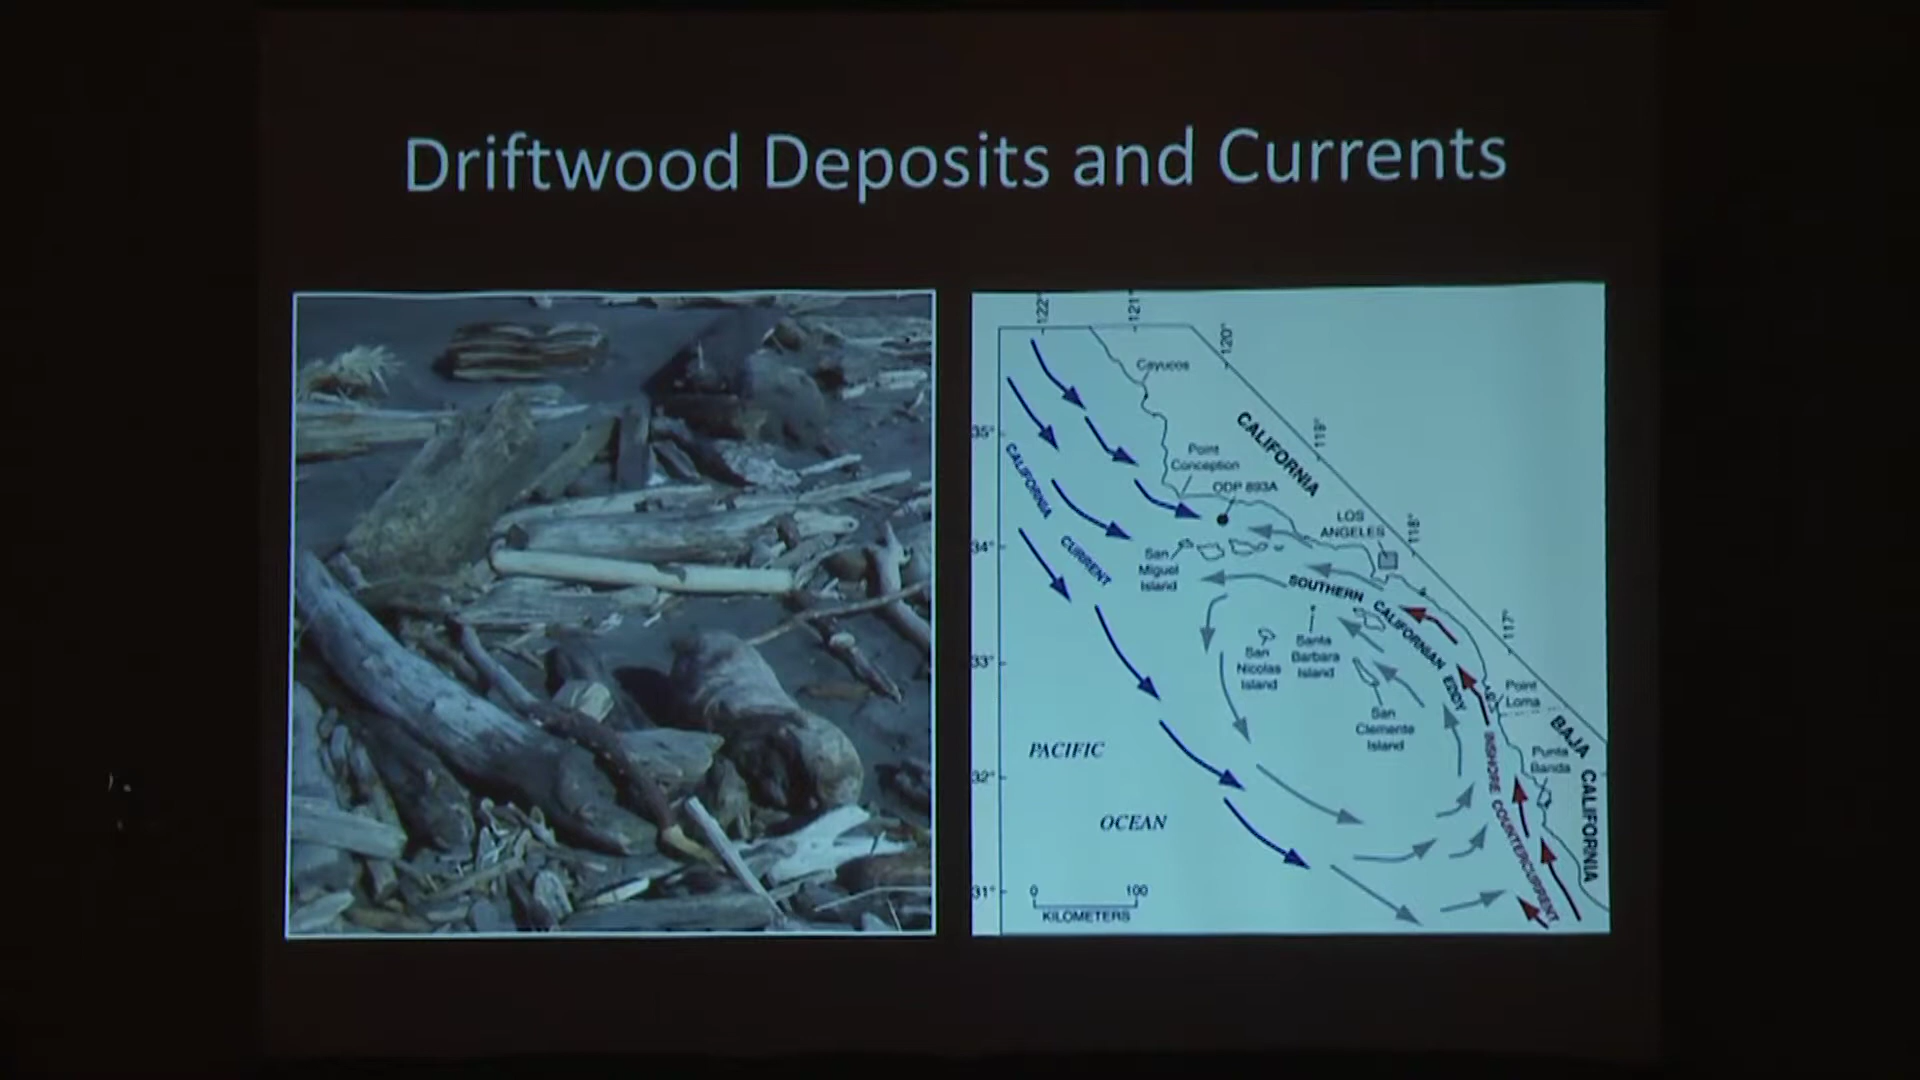 Driftwood Deposits and Currents
122°
121°
120°
119°
118°
117°
35°
34°
33°
32°
31°
Cayucos
CALIFORNIA
Point
Conception
ODP 893A
LOS
ANGELES
CALIFORNIA
CURRENT
San
Miguel
Island
SOUTHERN CALIFORNIAN EDDY
San
Nicolas
Island
Santa
Barbara
Island
San
Clemente
Island
Point
Loma
BAJA CALIFORNIA
Punta
Banda
INSHORE COUNTERCURRENT
PACIFIC
OCEAN
0 100
KILOMETERS